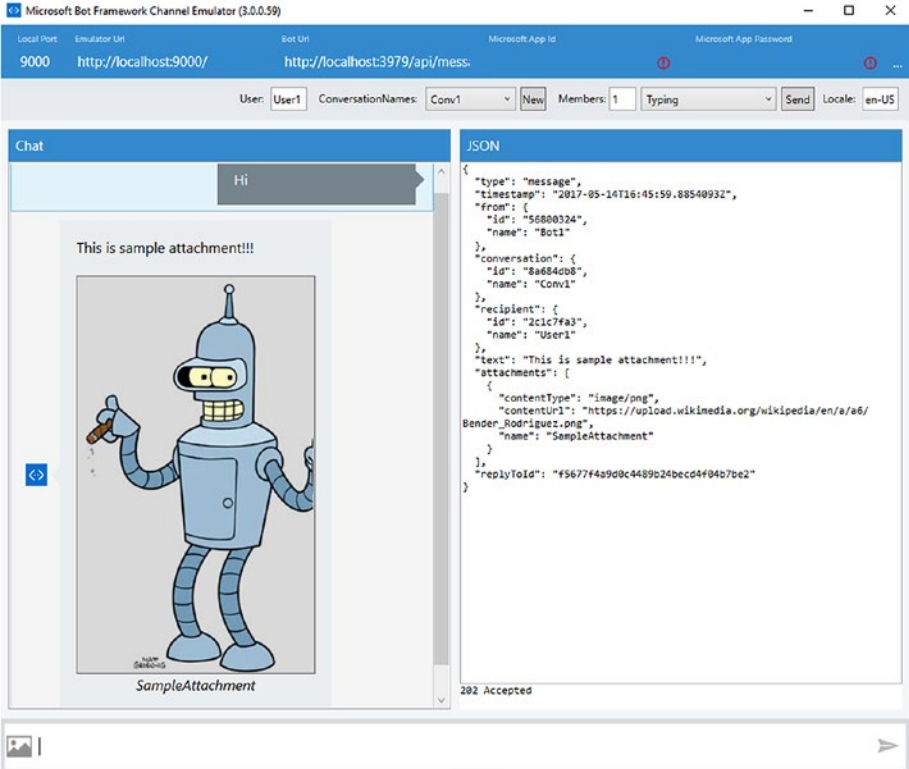 Microsoft Bot Framework Channel Emulator (3.0.0.59)
Local Port Emulator Url Bot Url Microsoft App Id Microsoft App Password
9000 http://localhost:9000/ http://localhost:3979/api/mess: ...
User: User1 ConversationNames: Conv1 New Members: 1 Typing Send Locale: en-US
Chat
Hi
This is sample attachment!!!
MATT
GROENING
SampleAttachment
JSON
{
"type": "message",
"timestamp": "2017-05-14T16:45:59.8854093Z",
"from": {
"id": "56800324",
"name": "Bot1"
},
"conversation": {
"id": "8a684db8",
"name": "Conv1"
},
"recipient": {
"id": "2c1c7fa3",
"name": "User1"
},
"text": "This is sample attachment!!!",
"attachments": [
{
"contentType": "image/png",
"contentUrl": "https://upload.wikimedia.org/wikipedia/en/a/a6/
Bender_Rodriguez.png",
"name": "SampleAttachment"
}
],
"replyToId": "f5677f4a9d0c4489b24becd4f04b7be2"
}
202 Accepted